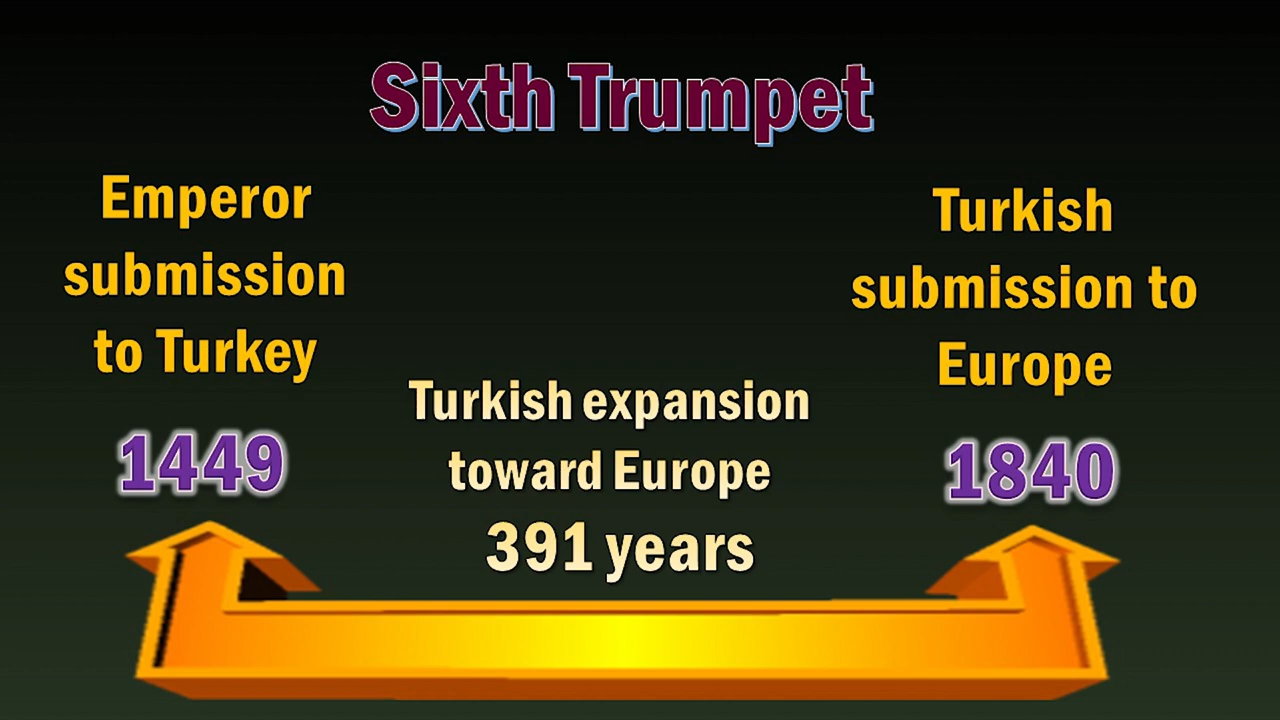 Sixth Trumpet
Emperor
submission
to Turkey
1449
Turkish expansion
toward Europe
391 years
Turkish
submission to
Europe
1840